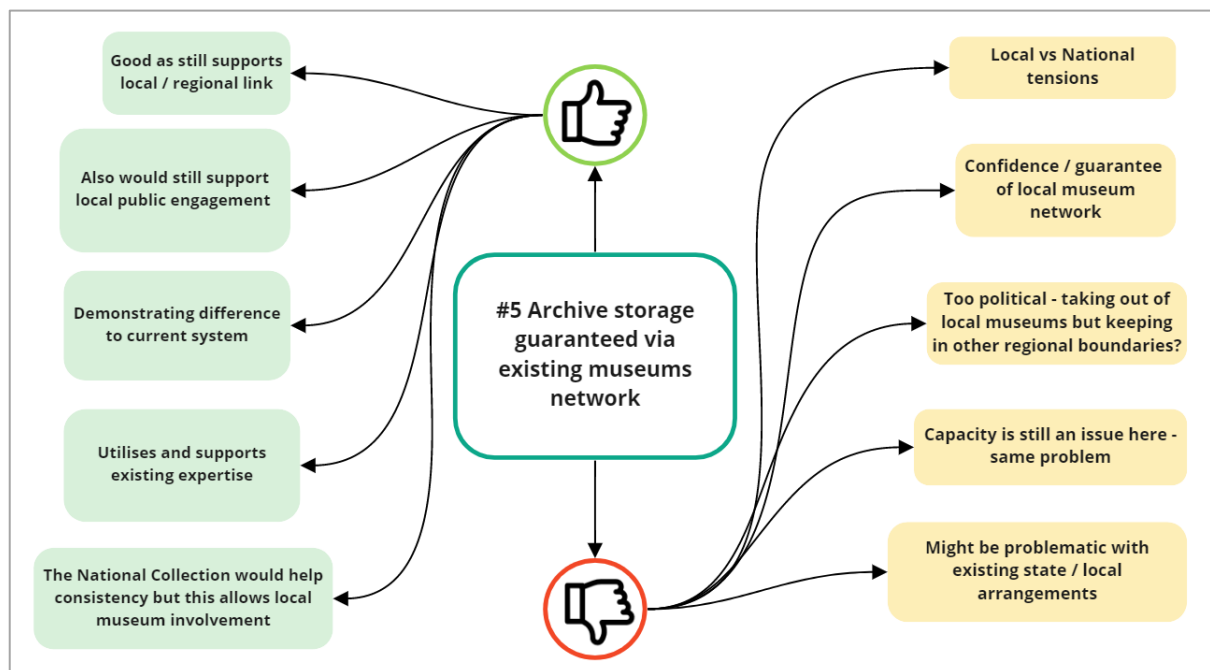 Good as still supports
local / regional link
Also would still support
local public engagement
Demonstrating difference
to current system
Utilises and supports
existing expertise
The National Collection would help
consistency but this allows local
museum involvement
#5 Archive storage
guaranteed via
existing museums
network
Local vs National
tensions
Confidence / guarantee
of local museum
network
Too political - taking out of
local museums but keeping
in other regional boundaries?
Capacity is still an issue here -
same problem
Might be problematic with
existing state / local
arrangements